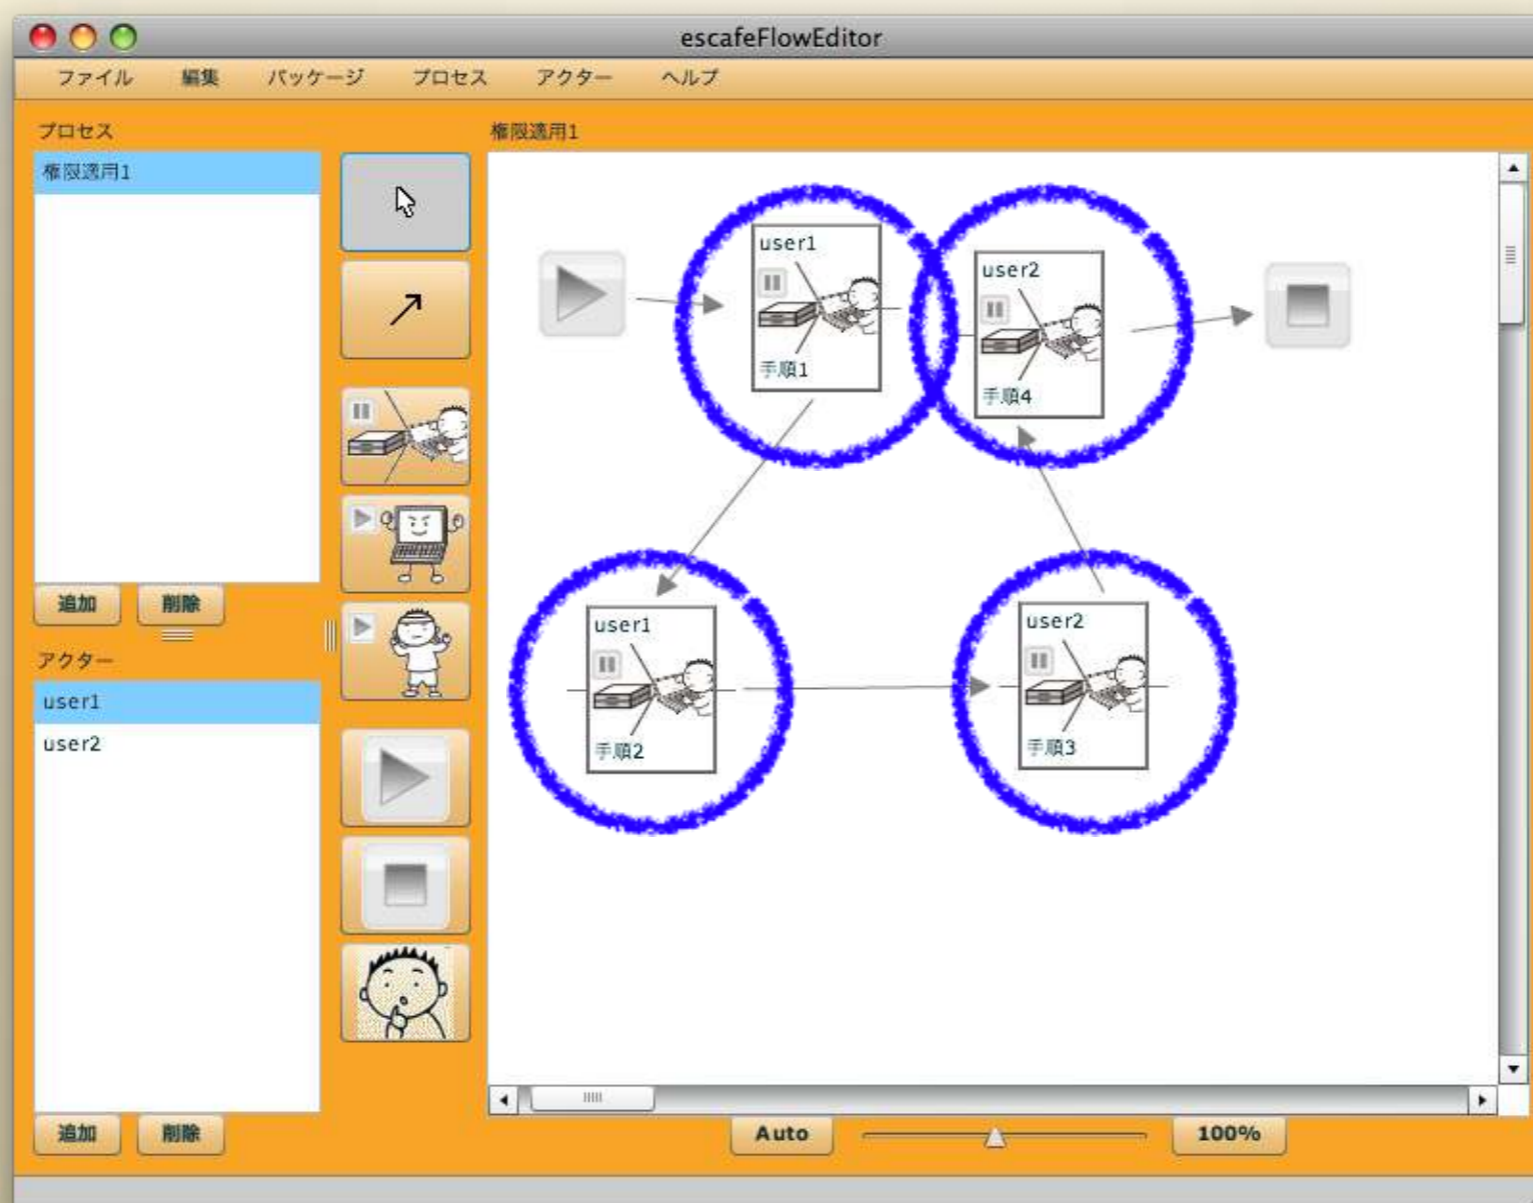 escafeFlowEditor
ファイル 編集 パッケージ プロセス アクター ヘルプ
プロセス
権限適用1
追加 削除
アクター
user1
user2
追加 削除
権限適用1
user1
手順1
user2
手順4
user1
手順2
user2
手順3
Auto 100%